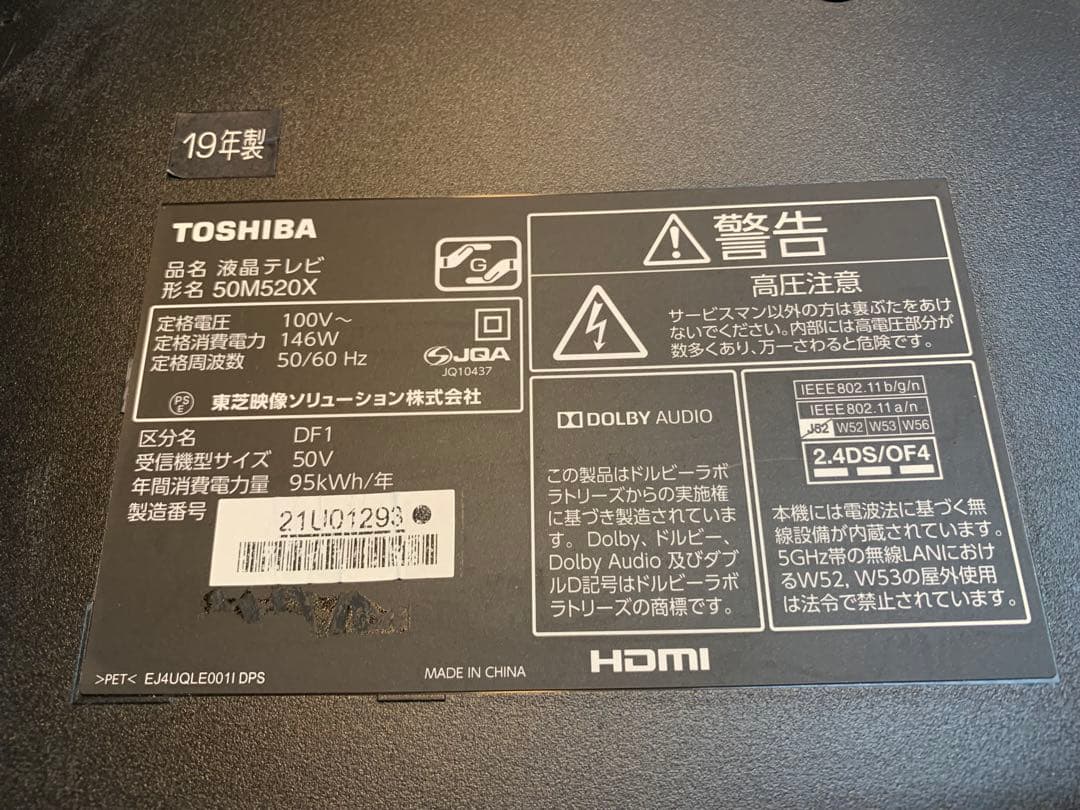 19年製
TOSHIBA
品名 液晶テレビ
形名 50M520X
G
定格電圧 100V～
定格消費電力 146W
定格周波数 50/60 Hz
JQA
JQ10437
PS
E
東芝映像ソリューション株式会社
区分名 DF1
受信機型サイズ 50V
年間消費電力量 95kWh/年
製造番号
21U01293
>PET< EJ4UQLE001I DPS
MADE IN CHINA
警告
高圧注意
サービスマン以外の方は裏ぶたをあけ
ないでください。内部には高電圧部分が
数多くあり、万一さわると危険です。
DOLBY AUDIO
この製品はドルビーラボ
ラトリーズからの実施権
に基づき製造されていま
す。Dolby、ドルビー、
Dolby Audio 及びダブ
ルD記号はドルビーラボ
ラトリーズの商標です。
IEEE802.11b/g/n
IEEE802.11a/n
J52 W52 W53 W56
2.4DS/OF4
本機には電波法に基づく無
線設備が内蔵されています。
5GHz帯の無線LANにおけ
るW52, W53の屋外使用
は法令で禁止されています。
HDMI